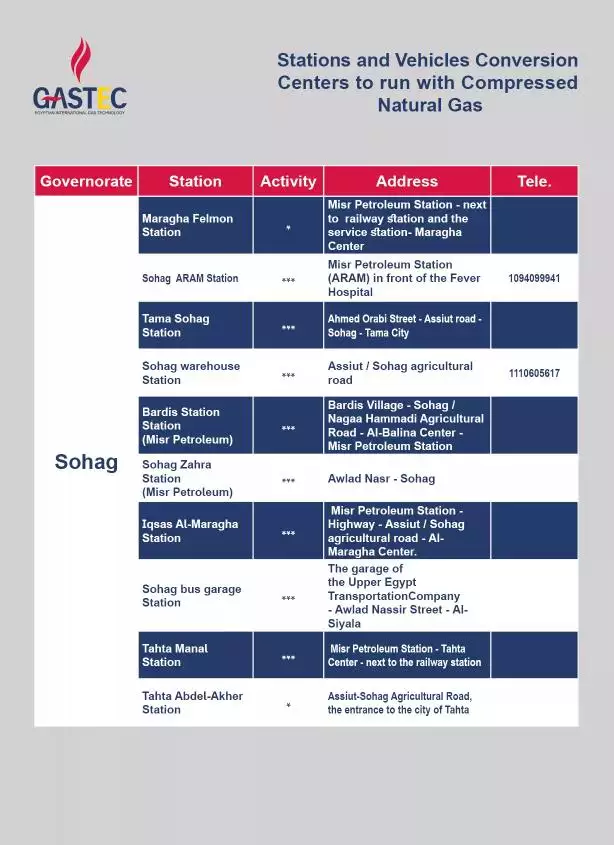 GASTEC
EGYPTIAN INTERNATIONAL GAS TECHNOLOGY
Stations and Vehicles Conversion
Centers to run with Compressed
Natural Gas
Governorate Station Activity Address Tele.
Sohag
Maragha Felmon
Station
*
Misr Petroleum Station - next
to railway station and the
service station- Maragha
Center
Sohag ARAM Station
***
Misr Petroleum Station
(ARAM) in front of the Fever
Hospital
1094099941
Tama Sohag
Station
***
Ahmed Orabi Street - Assiut road -
Sohag - Tama City
Sohag warehouse
Station
***
Assiut / Sohag agricultural
road
1110605617
Bardis Station
Station
(Misr Petroleum)
***
Bardis Village - Sohag /
Nagaa Hammadi Agricultural
Road - Al-Balina Center -
Misr Petroleum Station
Sohag Zahra
Station
(Misr Petroleum)
***
Awlad Nasr - Sohag
Iqsas Al-Maragha
Station
***
Misr Petroleum Station -
Highway - Assiut / Sohag
agricultural road - Al-
Maragha Center.
Sohag bus garage
Station
***
The garage of
the Upper Egypt
TransportationCompany
- Awlad Nassir Street - Al-
Siyala
Tahta Manal
Station
***
Misr Petroleum Station - Tahta
Center - next to the railway station
Tahta Abdel-Akher
Station
*
Assiut-Sohag Agricultural Road,
the entrance to the city of Tahta